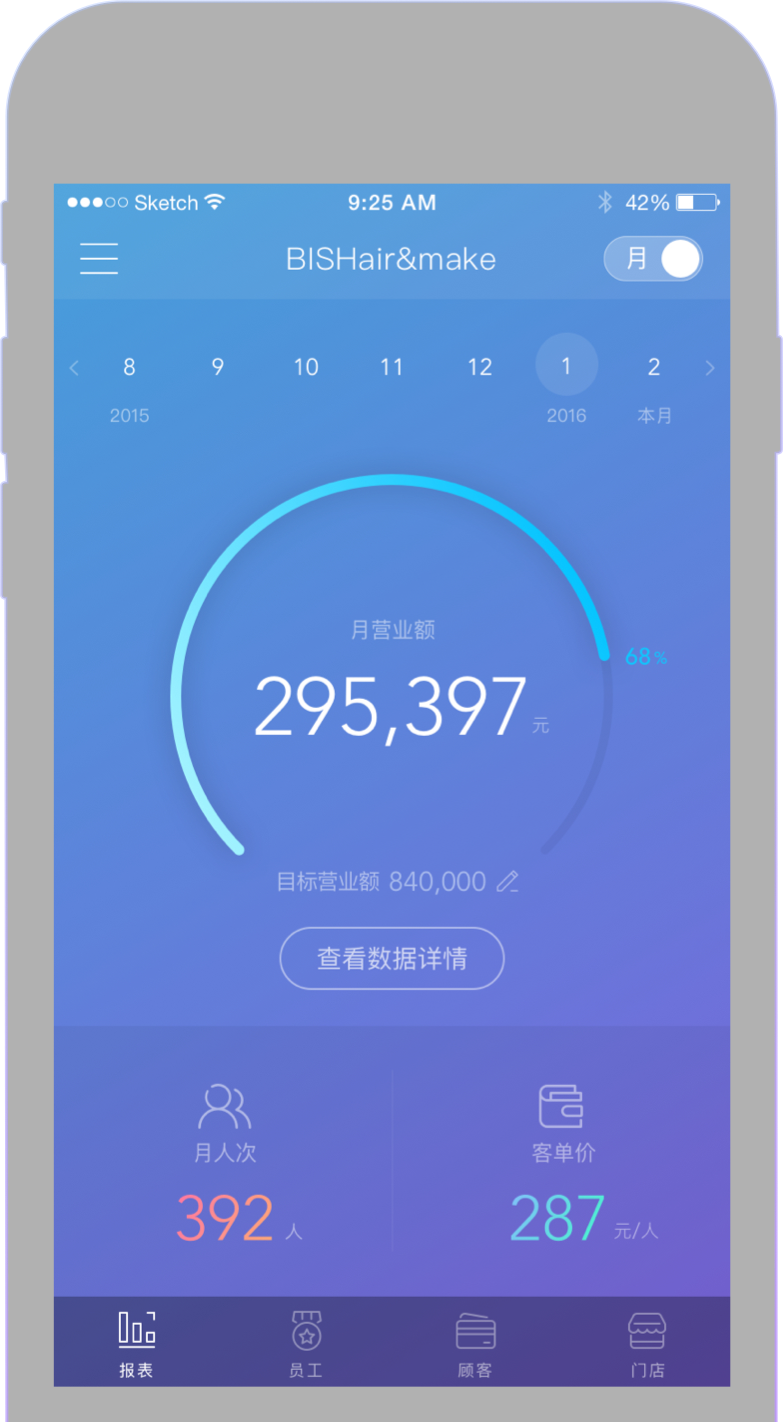 Sketch 9:25 AM 42%
BISHair&make 月
8 9 10 11 12 1 2
2015 2016 本月
月营业额
68%
295,397 元
目标营业额 840,000
查看数据详情
月人次 客单价
392 人 287 元/人
报表 员工 顾客 门店